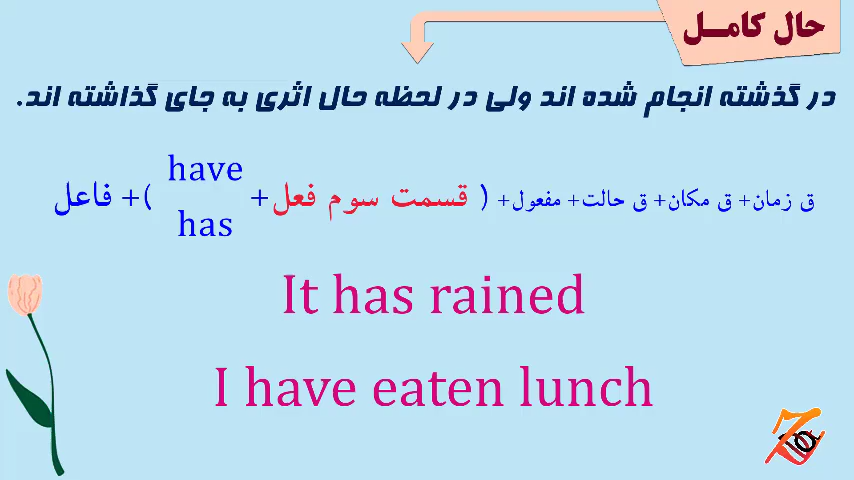 حال کامل
در گذشته انجام شده اند ولی در لحظه حال اثری به جای گذاشته اند.
فاعل +( have has + قسمت سوم فعل ) +مفعول +ق حالت +ق مکان +ق زمان
It has rained
I have eaten lunch